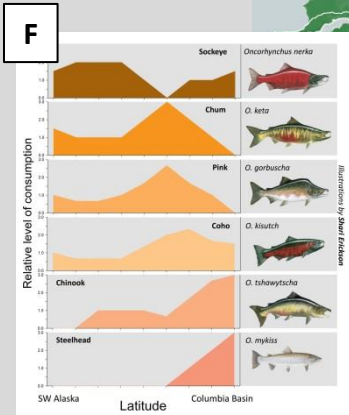 F
Sockeye
Oncorhynchus nerka
Chum
O. keta
Pink
O. gorbuscha
Coho
O. kisutch
Chinook
O. tshawytscha
Steelhead
O. mykiss
Relative level of consumption
Illustrations by Shari Erickson
SW Alaska
Columbia Basin
Latitude